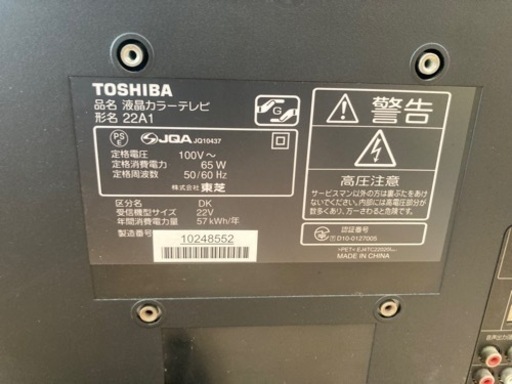 TOSHIBA
品名 液晶カラーテレビ
形名 22A1
G
PS
E
JQA JQ10437
定格電圧 100V～
定格消費電力 65 W
定格周波数 50/60 Hz
株式会社 東芝
区分名 DK
受信機型サイズ 22V
年間消費電力量 57 kWh/年
製造番号
10248552
警告
高圧注意
サービスマン以外の方は裏ぶたをあけ
ないでください。内部には高電圧部分が
数多くあり、万一さわると危険です。
認証番号
D10-0127005
MADE IN CHINA